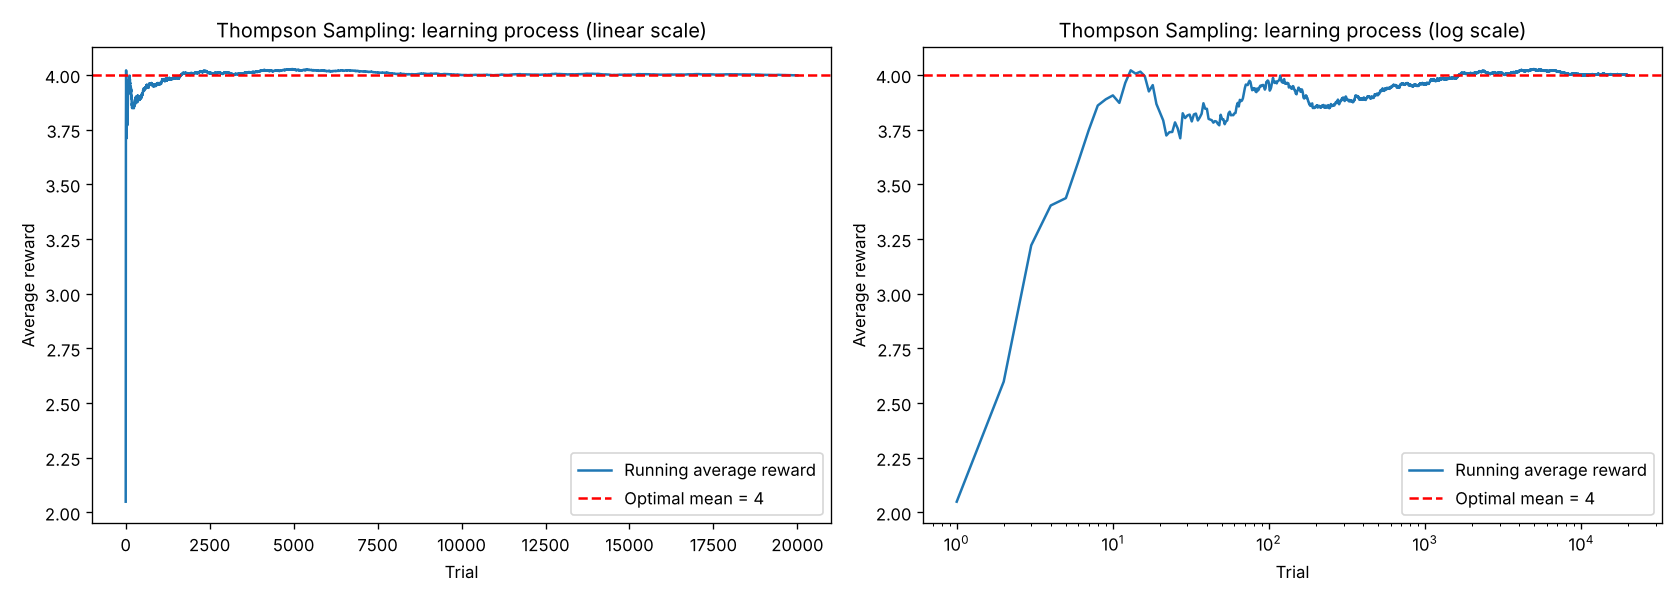 Thompson Sampling: learning process (linear scale)
Average reward
4.00
3.75
3.50
3.25
3.00
2.75
2.50
2.25
2.00
0 2500 5000 7500 10000 12500 15000 17500 20000
Trial
Running average reward
Optimal mean = 4
Thompson Sampling: learning process (log scale)
Average reward
4.00
3.75
3.50
3.25
3.00
2.75
2.50
2.25
2.00
10⁰ 10¹ 10² 10³ 10⁴
Trial
Running average reward
Optimal mean = 4